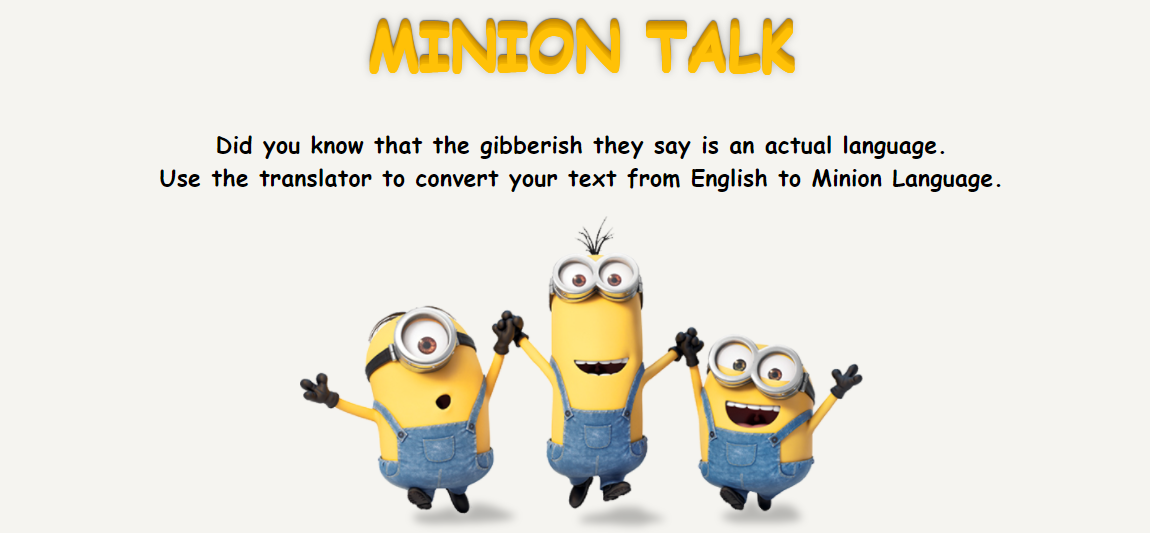 MINION TALK
Did you know that the gibberish they say is an actual language.
Use the translator to convert your text from English to Minion Language.